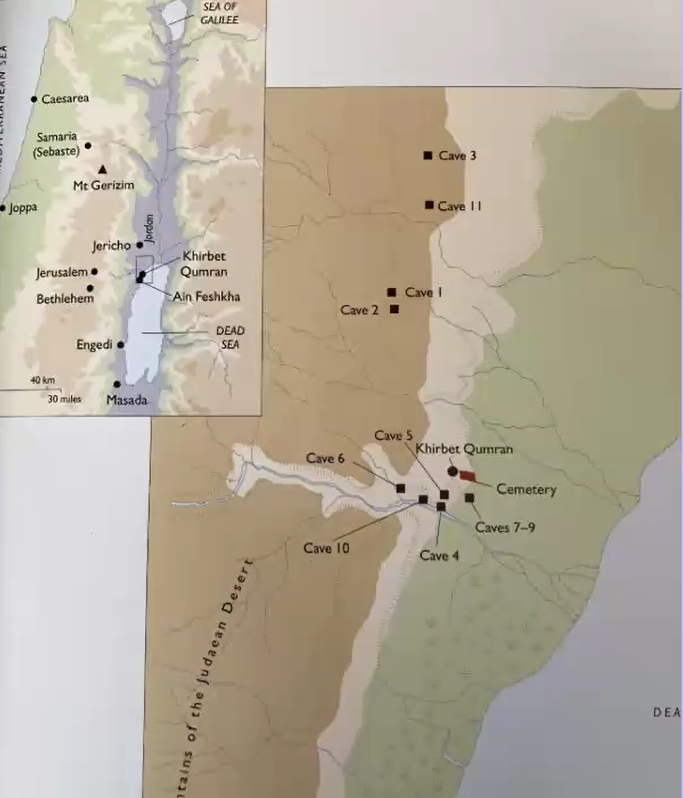 SEA OF
GALILEE
Caesarea
Samaria
(Sebaste)
Mt Gerizim
Joppa
Jordan
Jericho
Khirbet
Qumran
Jerusalem
Bethlehem
Ain Feshkha
DEAD
SEA
Engedi
40 km
30 miles
Masada
Cave 3
Cave 11
Cave 1
Cave 2
Cave 5
Khirbet Qumran
Cave 6
Cemetery
Caves 7–9
Cave 10
Cave 4
of the Judaean Desert